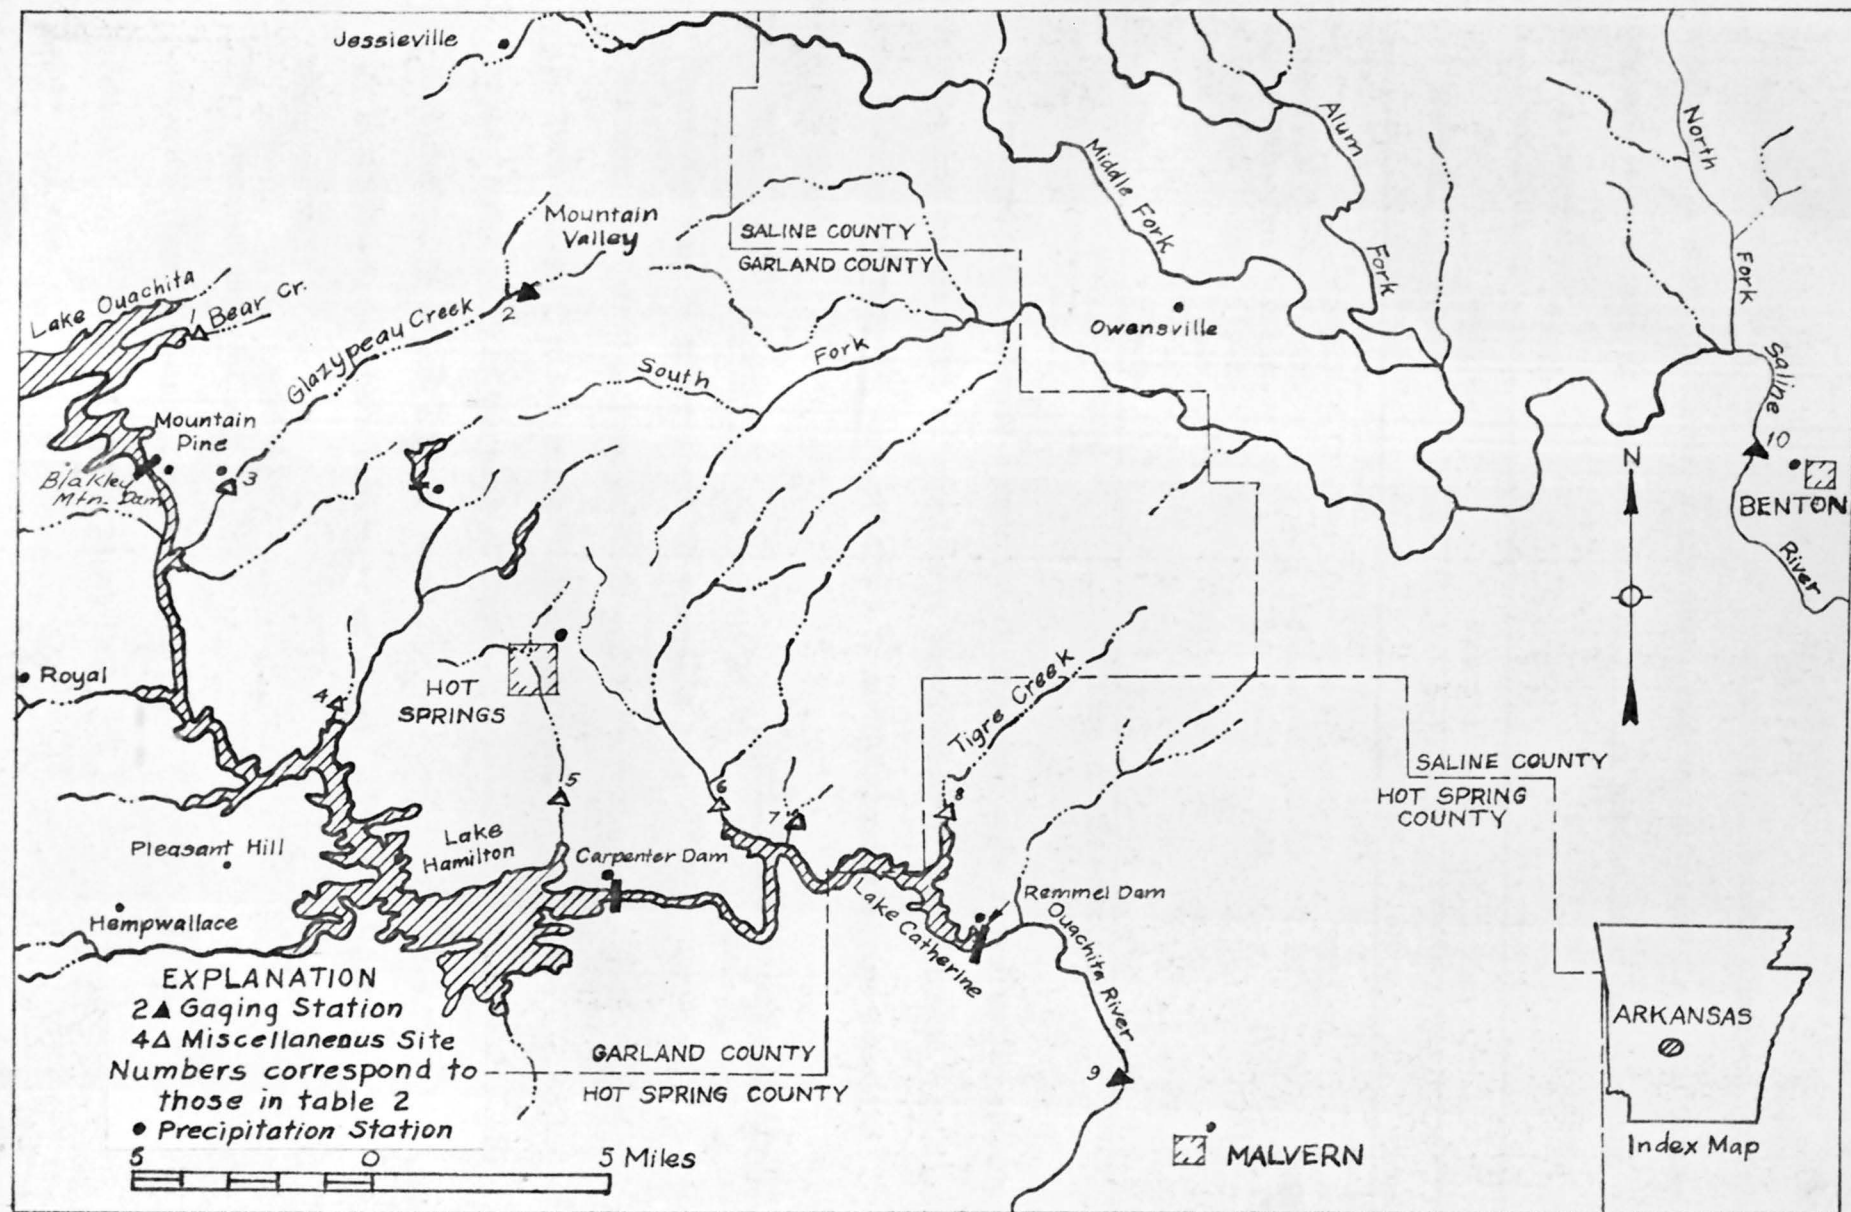 Jessieville
Alum
Fork
North
Fork
Middle Fork
Mountain
Valley
SALINE COUNTY
GARLAND COUNTY
Lake Ouachita
1
Bear Cr.
Glazypeau Creek
2
Owensville
South
Fork
Saline
River
Mountain
Pine
Blakley
Mtn. Dam
3
10
BENTON
N
Royal
4
HOT
SPRINGS
Tigre Creek
5
6
7
8
SALINE COUNTY
HOT SPRING
COUNTY
Pleasant Hill
Lake
Hamilton
Carpenter Dam
Remmel Dam
Lake Catherine
Ouachita River
Hempwallace
EXPLANATION
2 Gaging Station
4 Miscellaneous Site
Numbers correspond to
those in table 2
Precipitation Station
GARLAND COUNTY
HOT SPRING COUNTY
9
MALVERN
ARKANSAS
Index Map
5 0 5 Miles